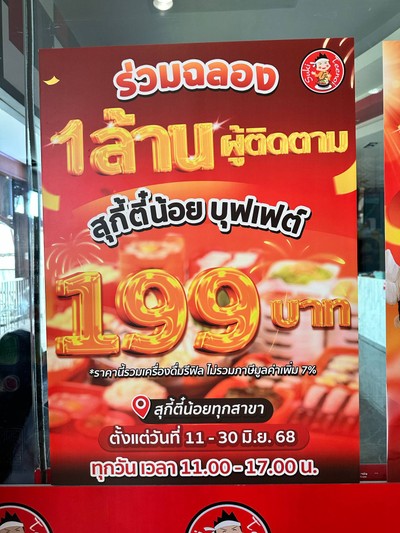 ร่วมฉลอง
1 ล้าน ผู้ติดตาม
สุกี้ตี๋น้อย บุฟเฟต์
199 บาท
*ราคานี้รวมเครื่องดื่มรีฟิล ไม่รวมภาษีมูลค่าเพิ่ม 7%
สุกี้ตี๋น้อยทุกสาขา
ตั้งแต่วันที่ 11 - 30 มิ.ย. 68
ทุกวัน เวลา 11.00 - 17.00 น.